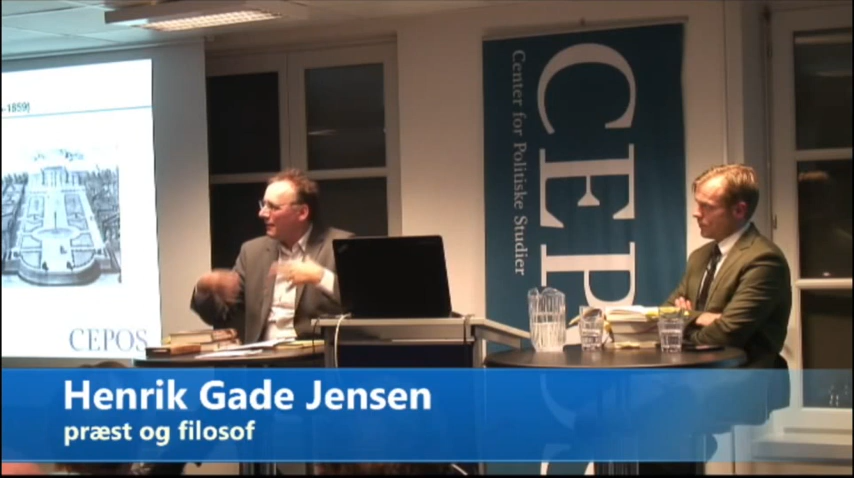 -1859)
CEPOS
Center for Politiske Studier
CEPOS
Henrik Gade Jensen
præst og filosof